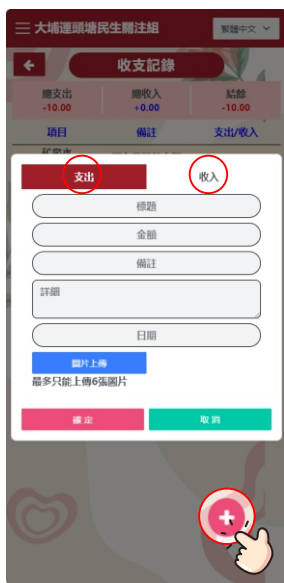 大埔運頭塘民生關注組
繁體中文
收支記錄
總支出 總收入 結餘
-10.00 +0.00 -10.00
項目 備註 支出/收入
支出 收入
標題
金額
備註
詳細
日期
圖片上傳
最多只能上傳6張圖片
確定 取消